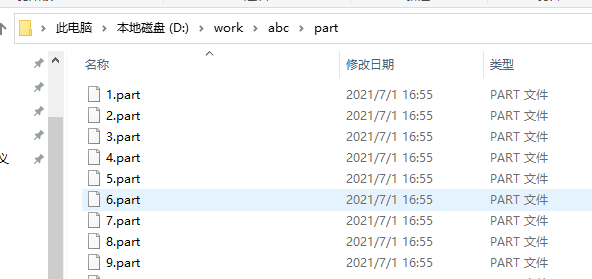 此电脑 > 本地磁盘 (D:) > work > abc > part
名称 修改日期 类型
1.part 2021/7/1 16:55 PART 文件
2.part 2021/7/1 16:55 PART 文件
3.part 2021/7/1 16:55 PART 文件
4.part 2021/7/1 16:55 PART 文件
5.part 2021/7/1 16:55 PART 文件
义 6.part 2021/7/1 16:55 PART 文件
7.part 2021/7/1 16:55 PART 文件
8.part 2021/7/1 16:55 PART 文件
9.part 2021/7/1 16:55 PART 文件